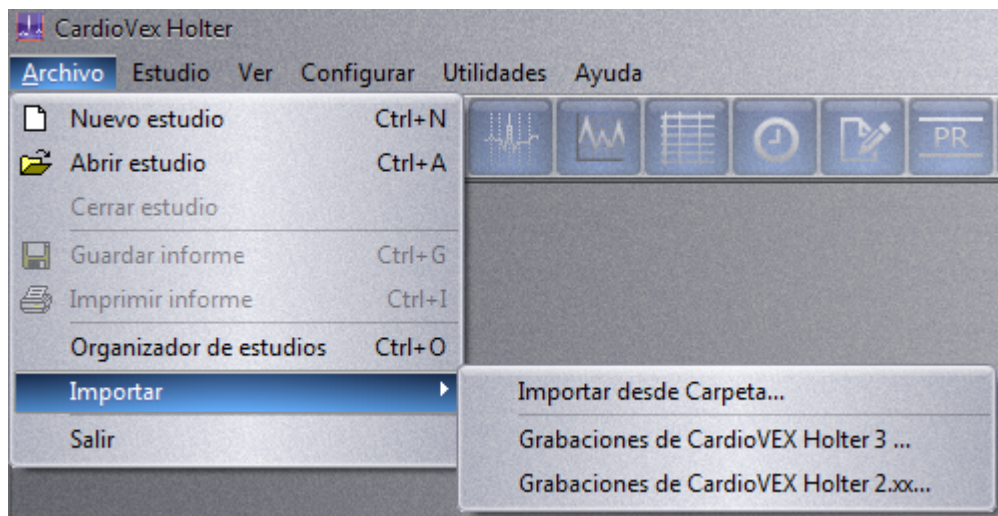 CardioVex Holter
Archivo Estudio Ver Configurar Utilidades Ayuda
Nuevo estudio Ctrl+N
Abrir estudio Ctrl+A
Cerrar estudio
Guardar informe Ctrl+G
Imprimir informe Ctrl+I
Organizador de estudios Ctrl+O
Importar
Salir
PR
Importar desde Carpeta...
Grabaciones de CardioVEX Holter 3 ...
Grabaciones de CardioVEX Holter 2.xx...